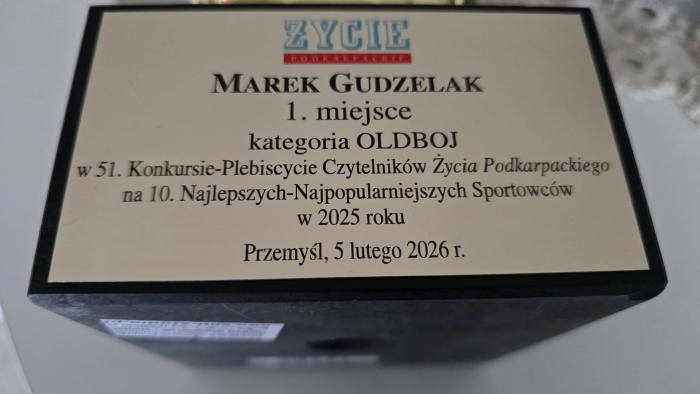 ŻYCIE
PODKARPACKIE
MAREK GUDZELAK
1. miejsce
kategoria OLDBOJ
w 51. Konkursie-Plebiscycie Czytelników Życia Podkarpackiego
na 10. Najlepszych-Najpopularniejszych Sportowców
w 2025 roku
Przemyśl, 5 lutego 2026 r.